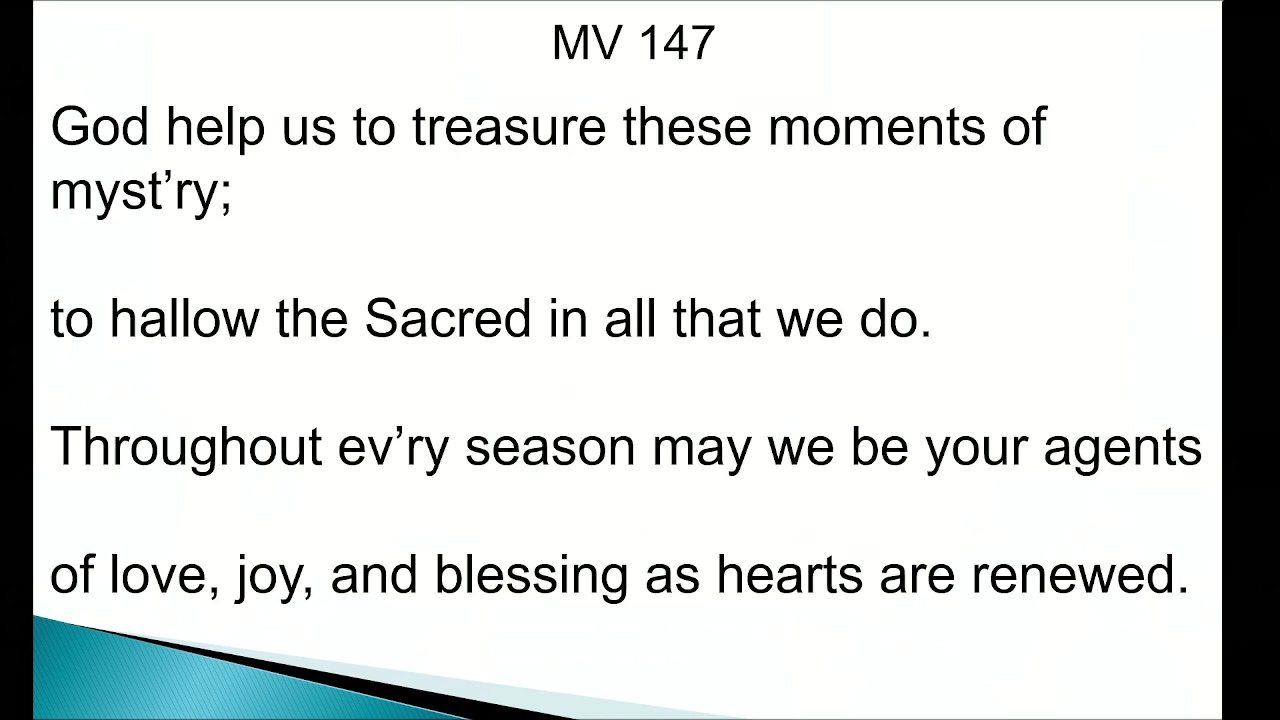 MV 147
God help us to treasure these moments of
myst’ry;
to hallow the Sacred in all that we do.
Throughout ev’ry season may we be your agents
of love, joy, and blessing as hearts are renewed.